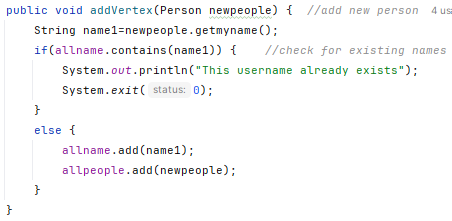 public void addVertex(Person newpeople) {  //add new person  4 us
    String name1=newpeople.getmyname();
    if(allname.contains(name1)) {    //check for existing names
        System.out.println("This username already exists");
        System.exit( status: 0);
    }
    else {
        allname.add(name1);
        allpeople.add(newpeople);
    }
}